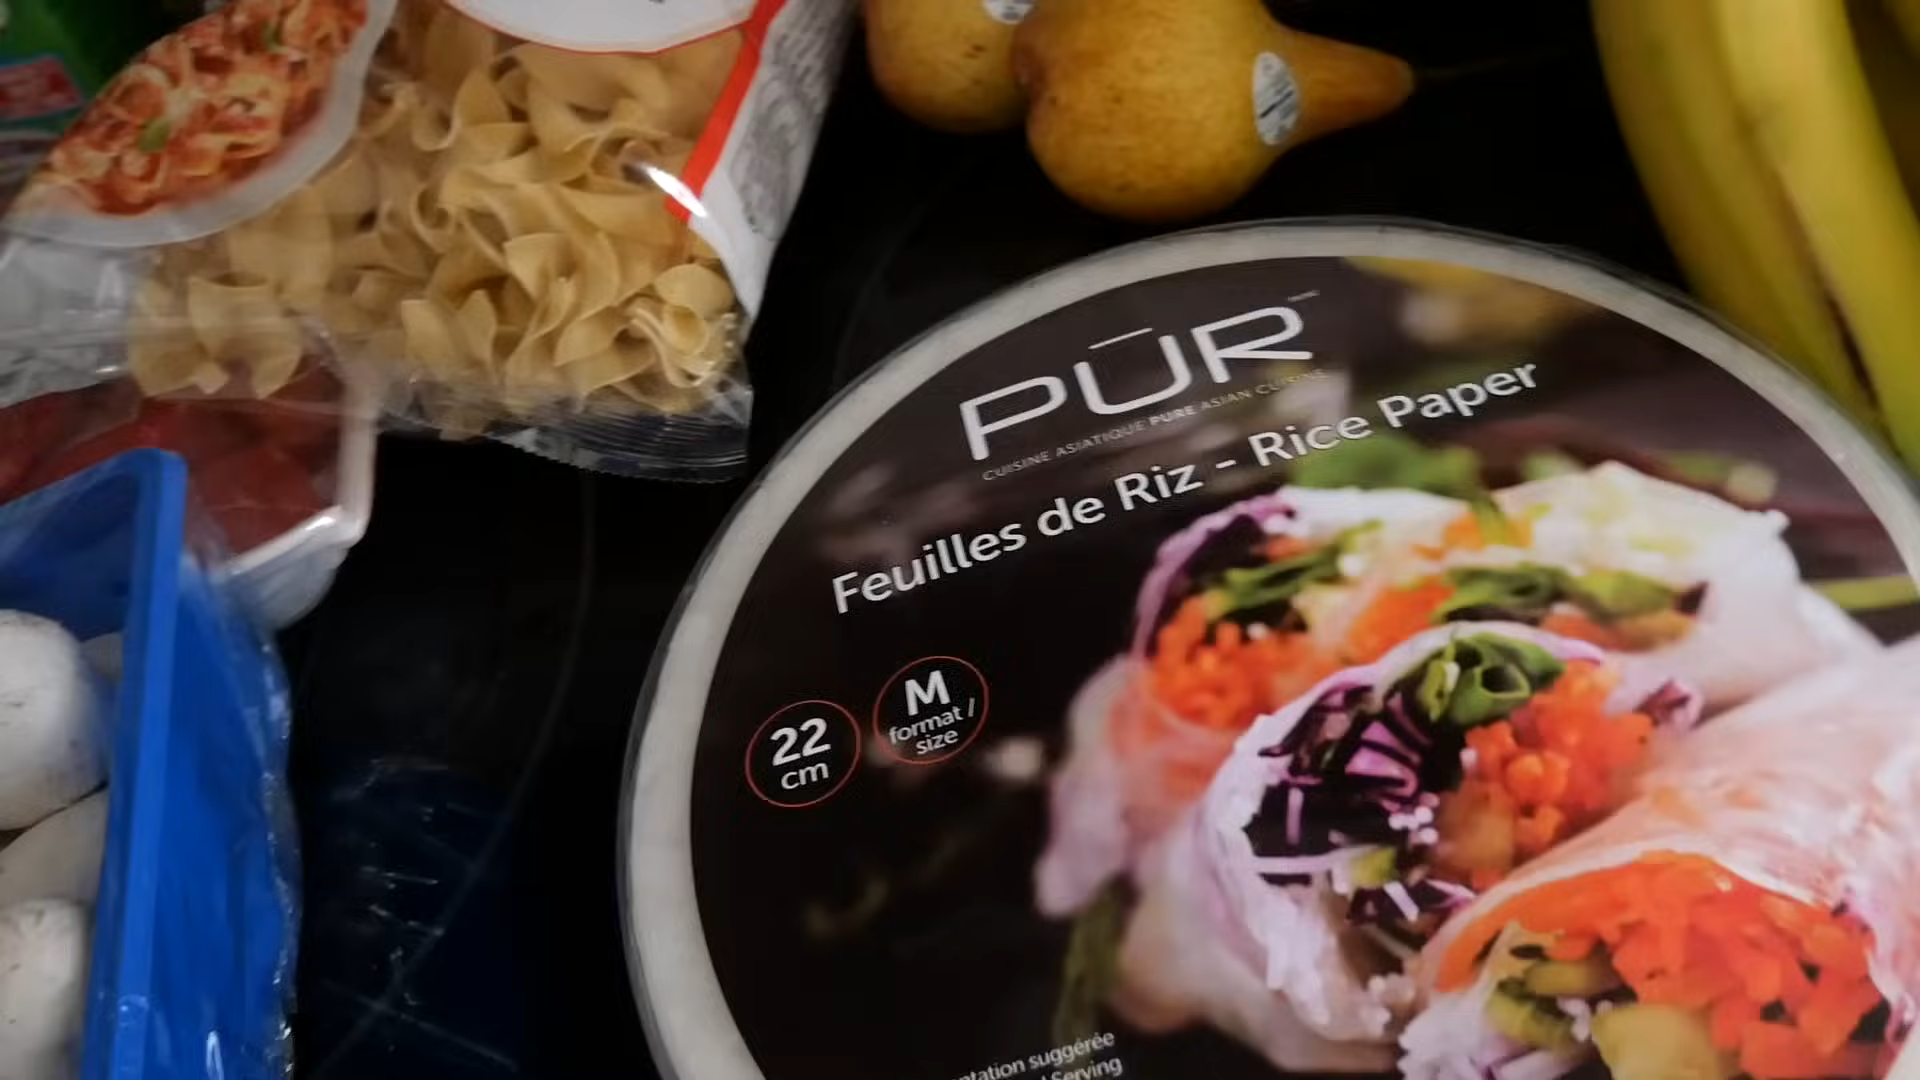 PŪR
CUISINE ASIATIQUE PURE ASIAN CUISINE
Feuilles de Riz - Rice Paper
22
cm
M
format /
size
suggérée
Serving